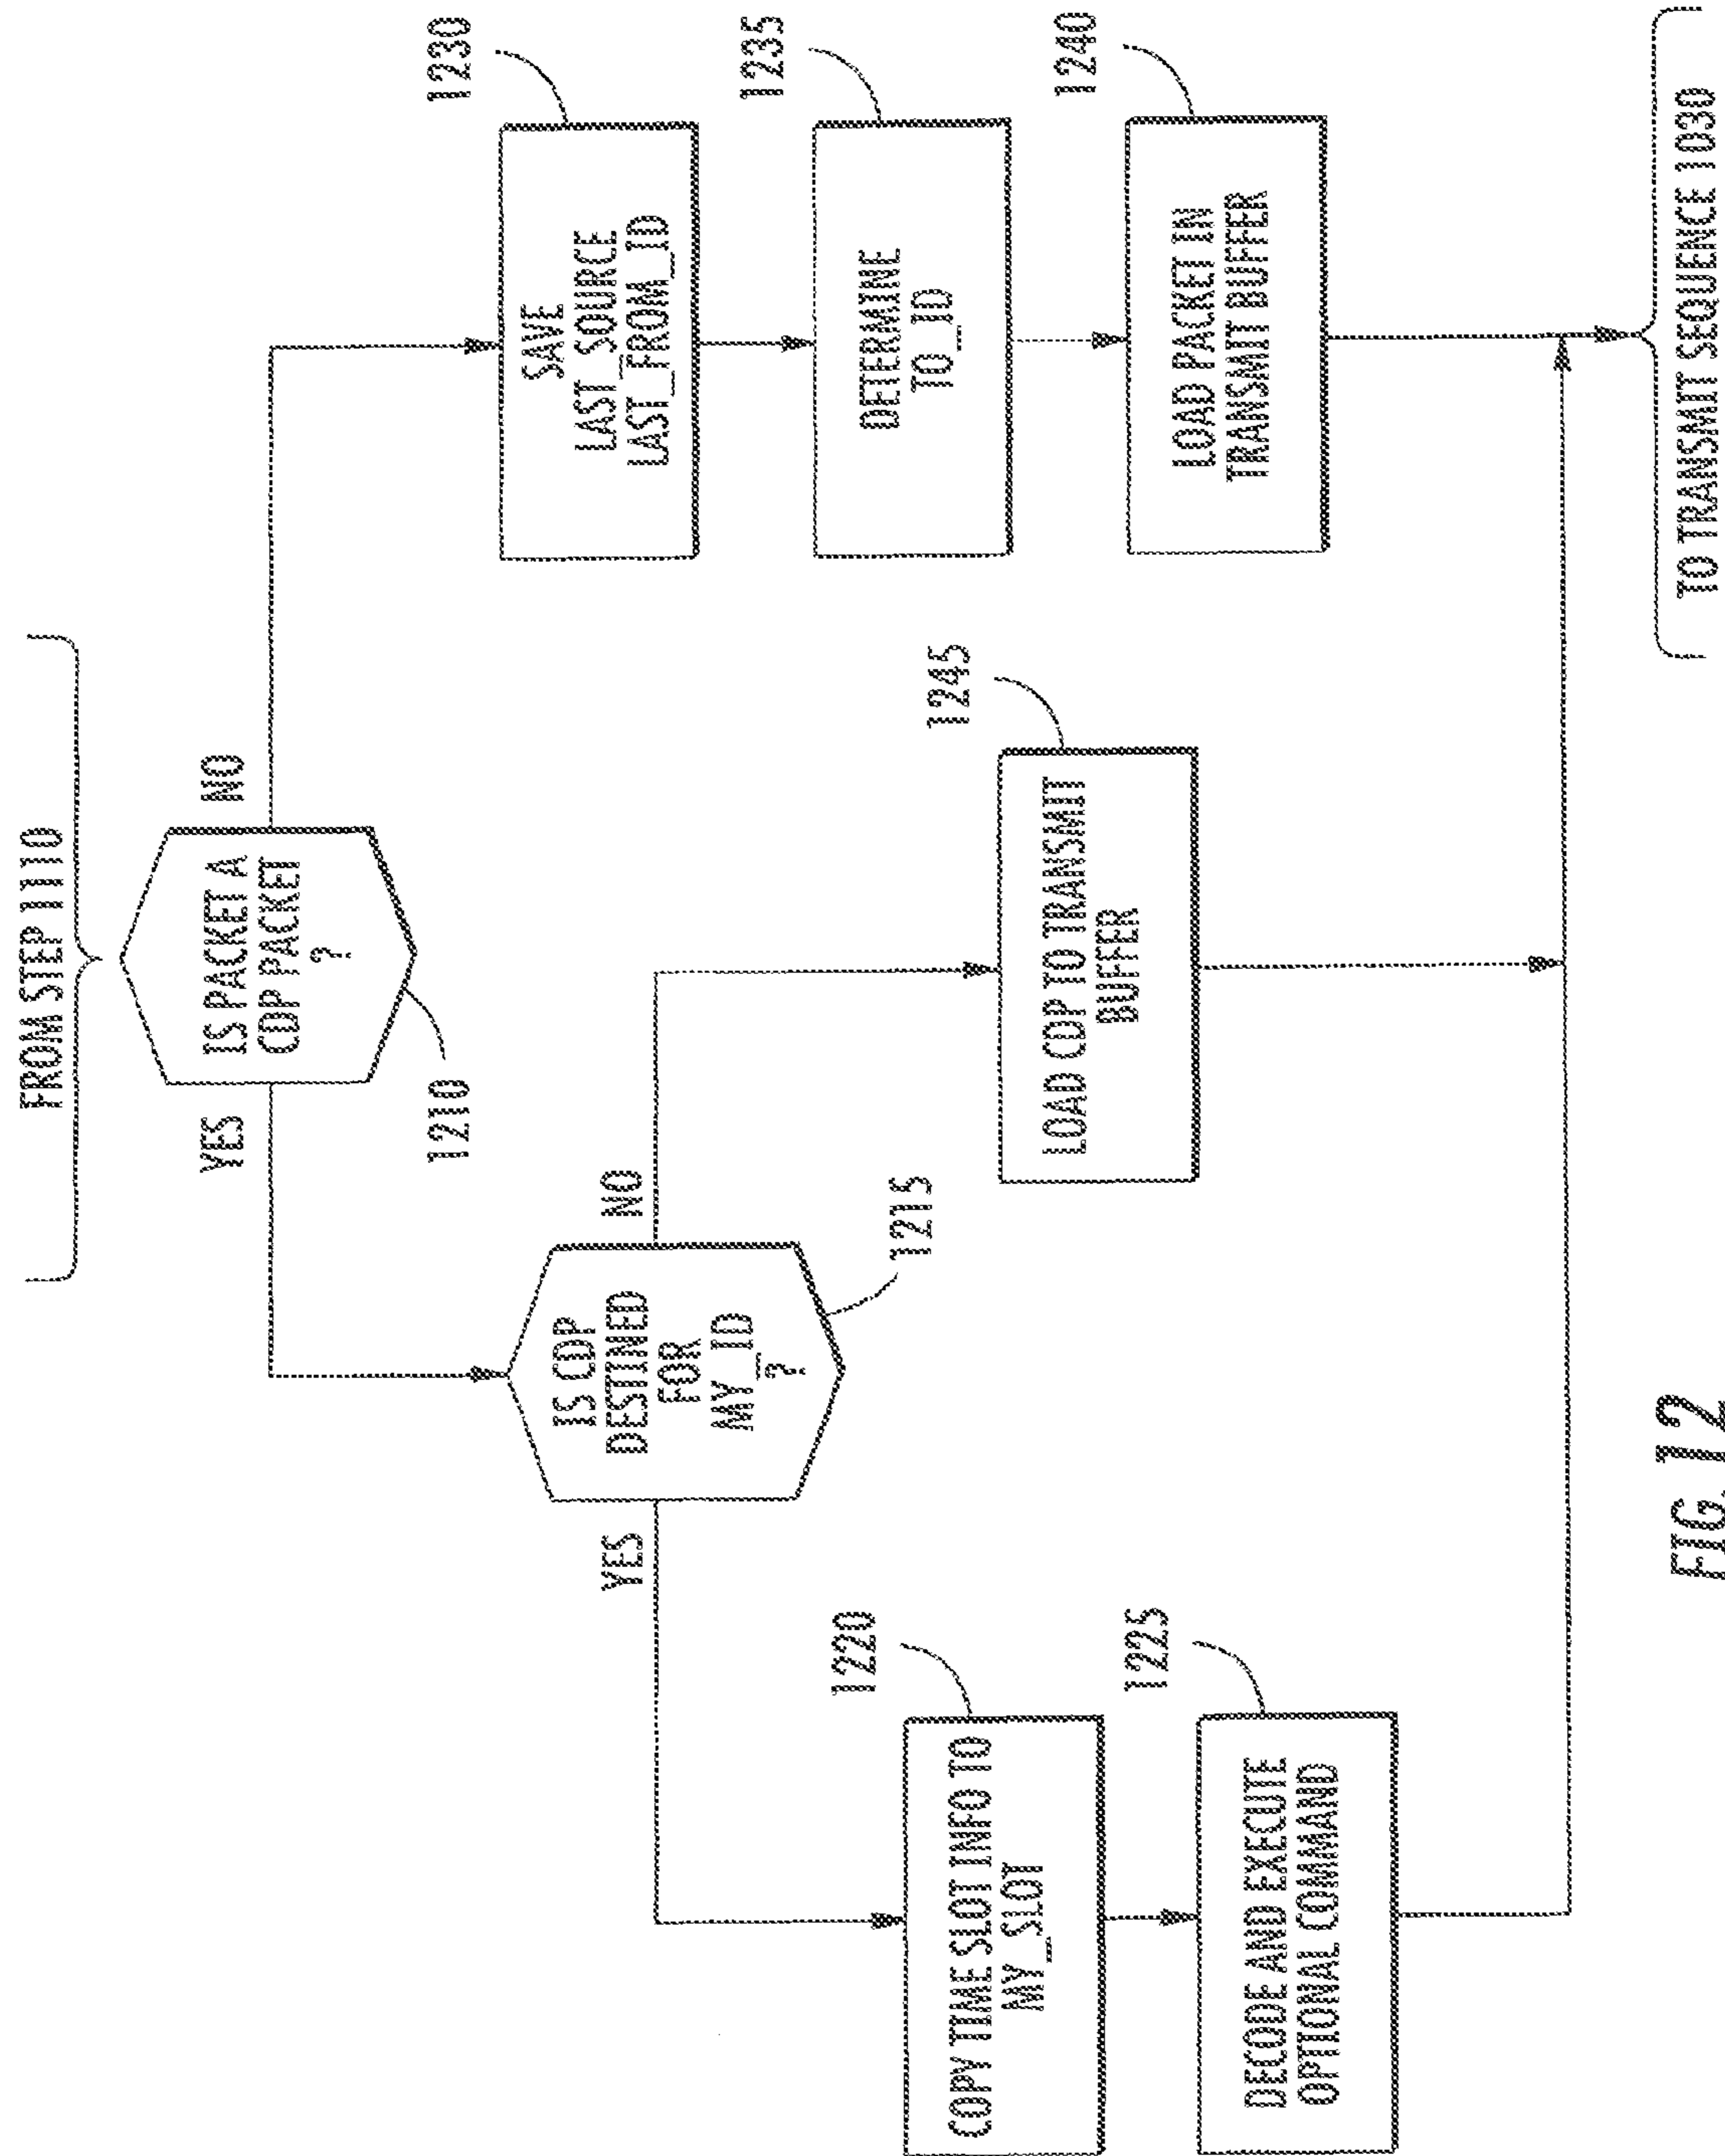 FROM STEP 1110
IS PACKET A
CDP PACKET
?
YES
NO
1210
IS CDP
DESTINED
FOR
MY_ID
?
YES
NO
1215
COPY TIME SLOT INFO TO
MY_SLOT
1220
DECODE AND EXECUTE
OPTIONAL COMMAND
1225
LOAD CDP TO TRANSMIT
BUFFER
1245
SAVE
LAST_SOURCE
LAST_FROM_ID
1230
DETERMINE
TO_ID
1235
LOAD PACKET IN
TRANSMIT BUFFER
1240
TO TRANSMIT SEQUENCE 1030
FIG. 12